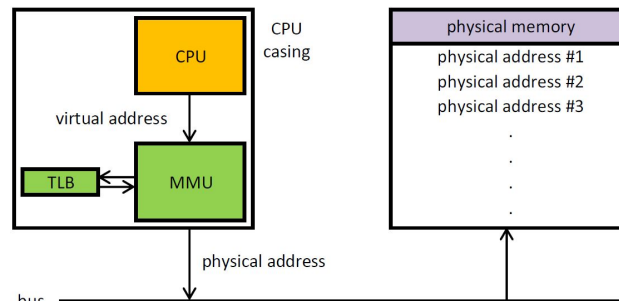 CPU
casing
CPU
virtual address
TLB
MMU
physical address
bus
physical memory
physical address #1
physical address #2
physical address #3
.
.
.
.